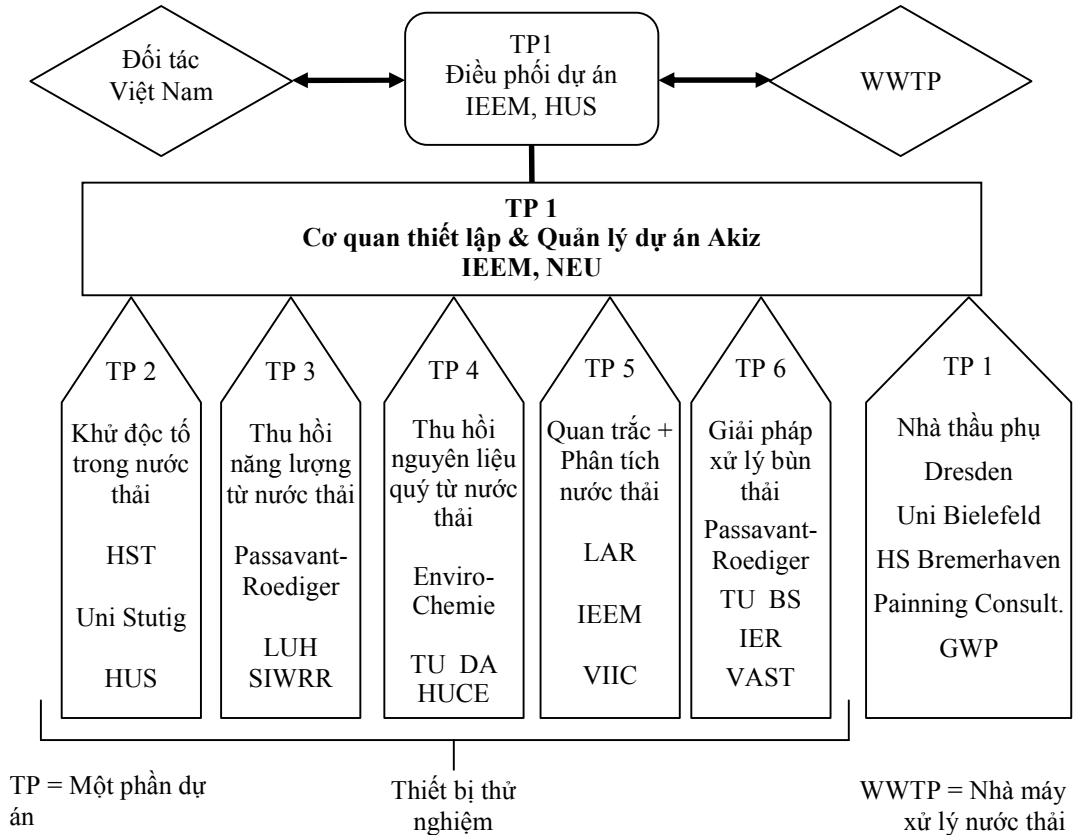 Đối tác
Việt Nam
TP1
Điều phối dự án
IEEM, HUS
WWTP
TP 1
Cơ quan thiết lập & Quản lý dự án Akiz
IEEM, NEU
TP 2
Khử độc tố
trong nước
thải
HST
Uni Stutig
HUS
TP 3
Thu hồi
năng lượng
từ nước thải
Passavant-
Roediger
LUH
SIWRR
TP 4
Thu hồi
nguyên liệu
quý từ nước
thải
Enviro-
Chemie
TU DA
HUCE
TP 5
Quan trắc +
Phân tích
nước thải
LAR
IEEM
VIIC
TP 6
Giải pháp
xử lý bùn
thải
Passavant-
Roediger
TU BS
IER
VAST
TP 1
Nhà thầu phụ
Dresden
Uni Bielefeld
HS Bremerhaven
Painning Consult.
GWP
TP = Một phần dự
án
Thiết bị thử
nghiệm
WWTP = Nhà máy
xử lý nước thải